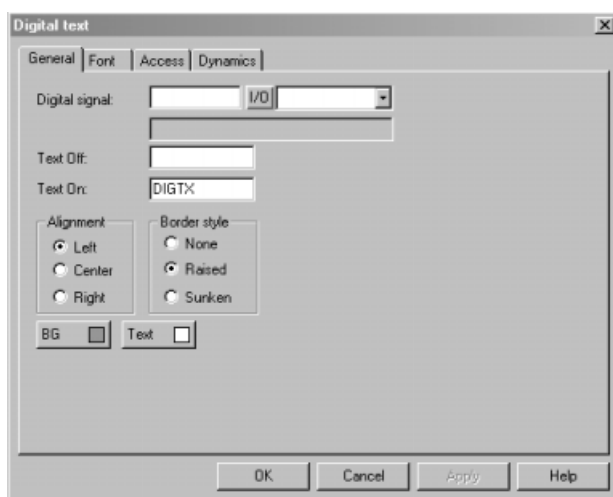 Digital text
General Font Access Dynamics
Digital signal: I/O
Text Off:
Text On: DIGTX
Alignment Border style
Left None
Center Raised
Right Sunken
BG Text
OK Cancel Apply Help